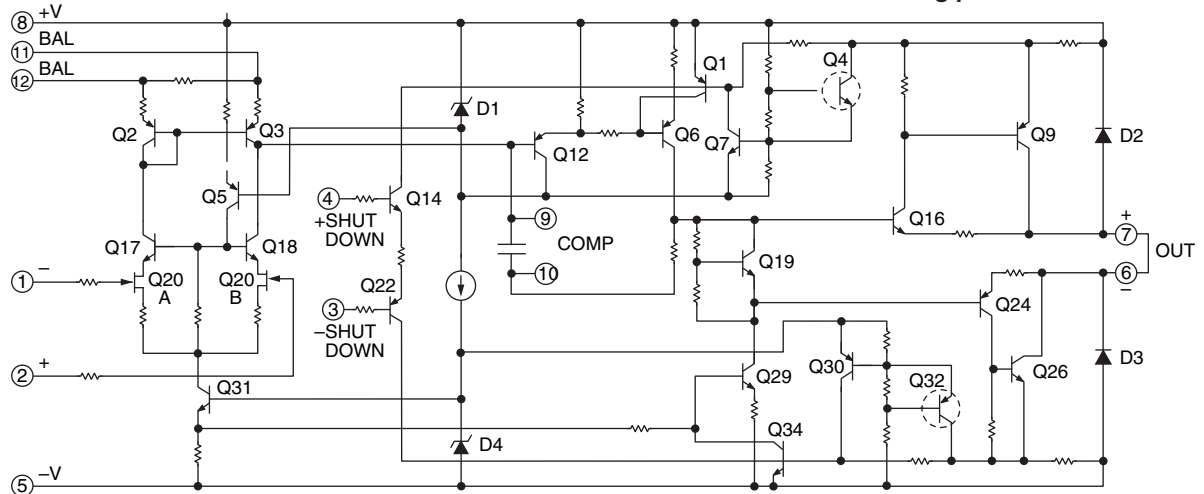 8 +V
11 BAL
12 BAL
Q2
Q3
Q5
Q17
Q18
1 –
Q20
A
Q20
B
2 +
Q31
5 –V
D1
Q12
Q14
4
+SHUT
DOWN
Q22
3
–SHUT
DOWN
9
COMP
10
D4
Q1
Q6
Q7
Q4
Q9
D2
Q16
+
7
OUT
6
–
Q19
Q24
Q29
Q30
Q32
Q26
D3
Q34